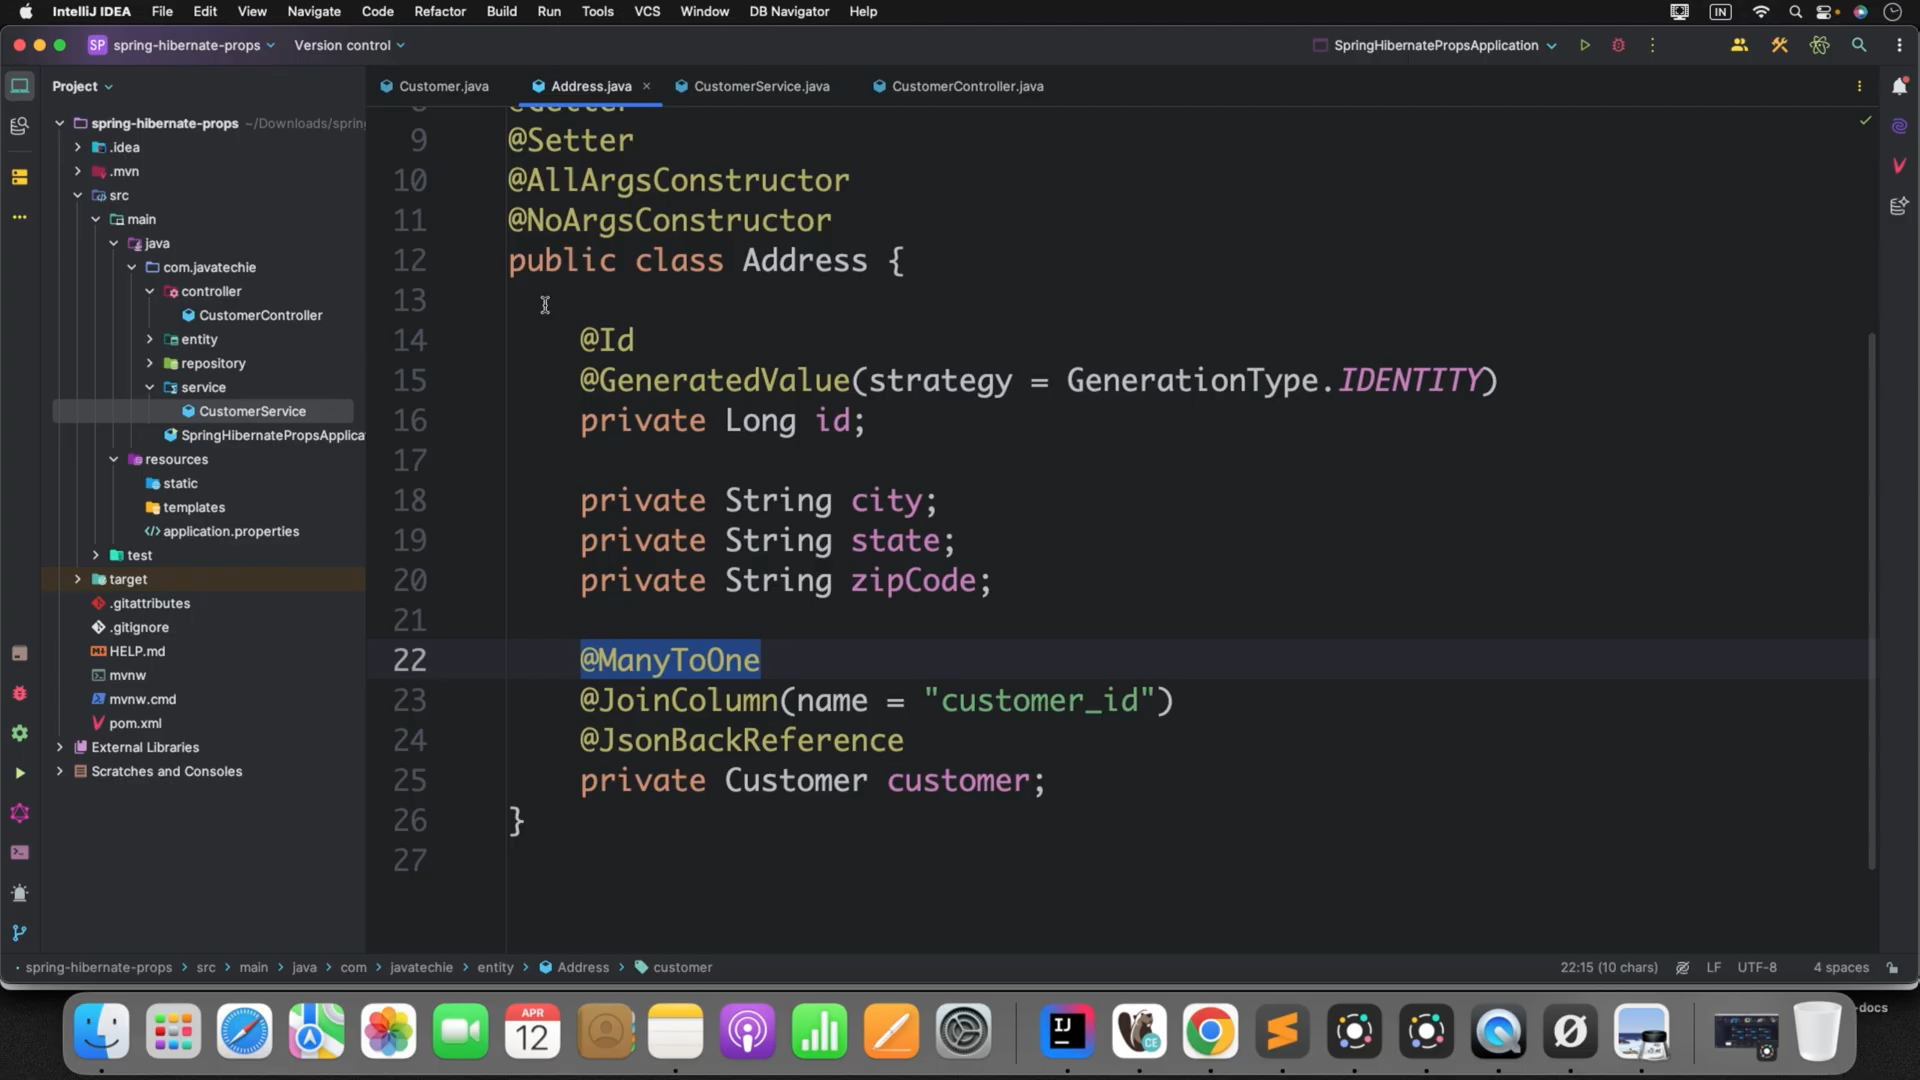 IntelliJ IDEA File Edit View Navigate Code Refactor Build Run Tools VCS Window DB Navigator Help IN
SP spring-hibernate-props Version control SpringHibernatePropsApplication
Project
Customer.java Address.java CustomerService.java CustomerController.java
spring-hibernate-props ~/Downloads/spring
.idea
.mvn
src
main
java
com.javatechie
controller
CustomerController
entity
repository
service
CustomerService
SpringHibernatePropsApplica
resources
static
templates
application.properties
test
target
.gitattributes
.gitignore
HELP.md
mvnw
mvnw.cmd
pom.xml
External Libraries
Scratches and Consoles
9 @Setter
10 @AllArgsConstructor
11 @NoArgsConstructor
12 public class Address {
13
14 @Id
15 @GeneratedValue(strategy = GenerationType.IDENTITY)
16 private Long id;
17
18 private String city;
19 private String state;
20 private String zipCode;
21
22 @ManyToOne
23 @JoinColumn(name = "customer_id")
24 @JsonBackReference
25 private Customer customer;
26 }
27
spring-hibernate-props > src > main > java > com > javatechie > entity > Address > customer 22:15 (10 chars) LF UTF-8 4 spaces
APR
12
IJ
CE
-docs